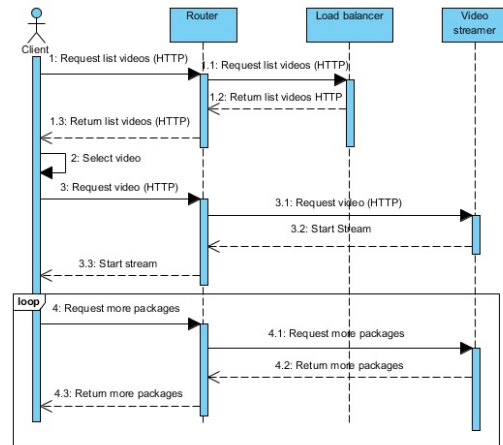 Router
Load balancer
Video
streamer
Client
1: Request list videos (HTTP)
1.1: Request list videos (HTTP)
1.2: Return list videos HTTP
1.3: Return list videos (HTTP)
2: Select video
3: Request video (HTTP)
3.1: Request video (HTTP)
3.2: Start Stream
3.3: Start stream
loop
4: Request more packages
4.1: Request more packages
4.2: Return more packages
4.3: Return more packages